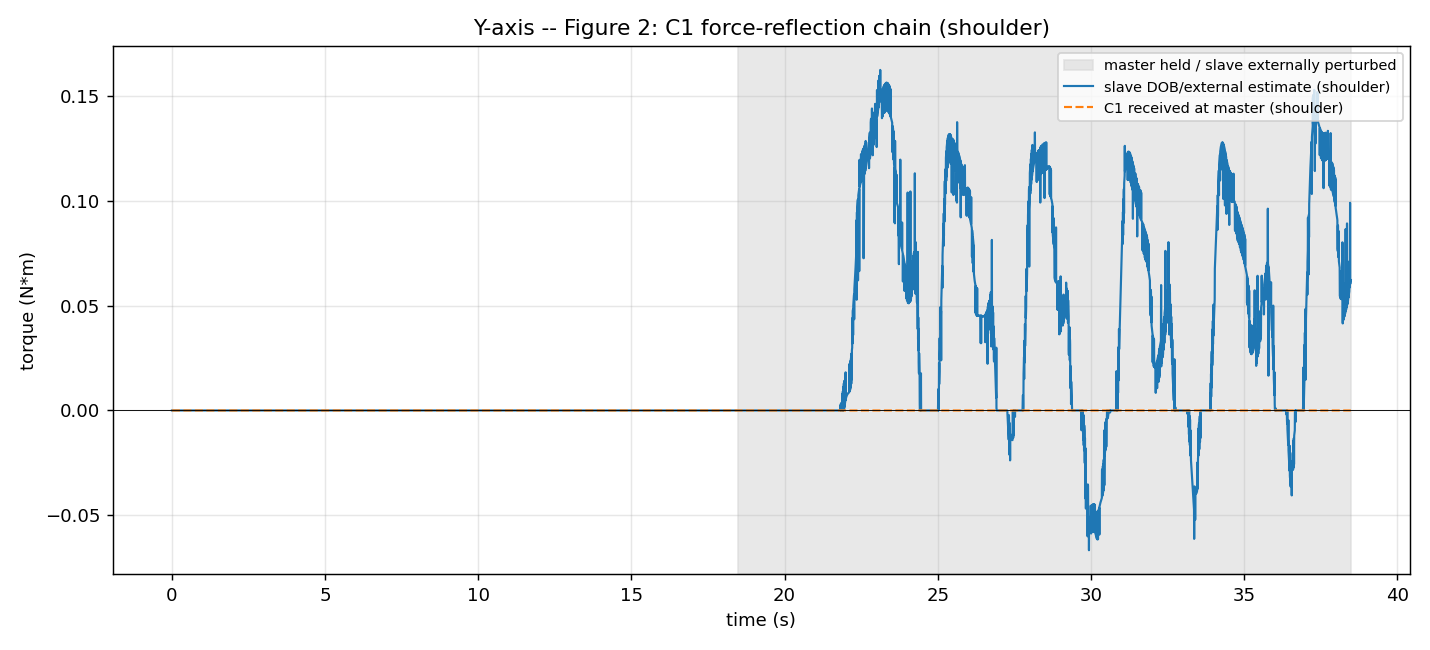 Y-axis -- Figure 2: C1 force-reflection chain (shoulder)
master held / slave externally perturbed
slave DOB/external estimate (shoulder)
C1 received at master (shoulder)
torque (N*m)
0.15
0.10
0.05
0.00
−0.05
0 5 10 15 20 25 30 35 40
time (s)